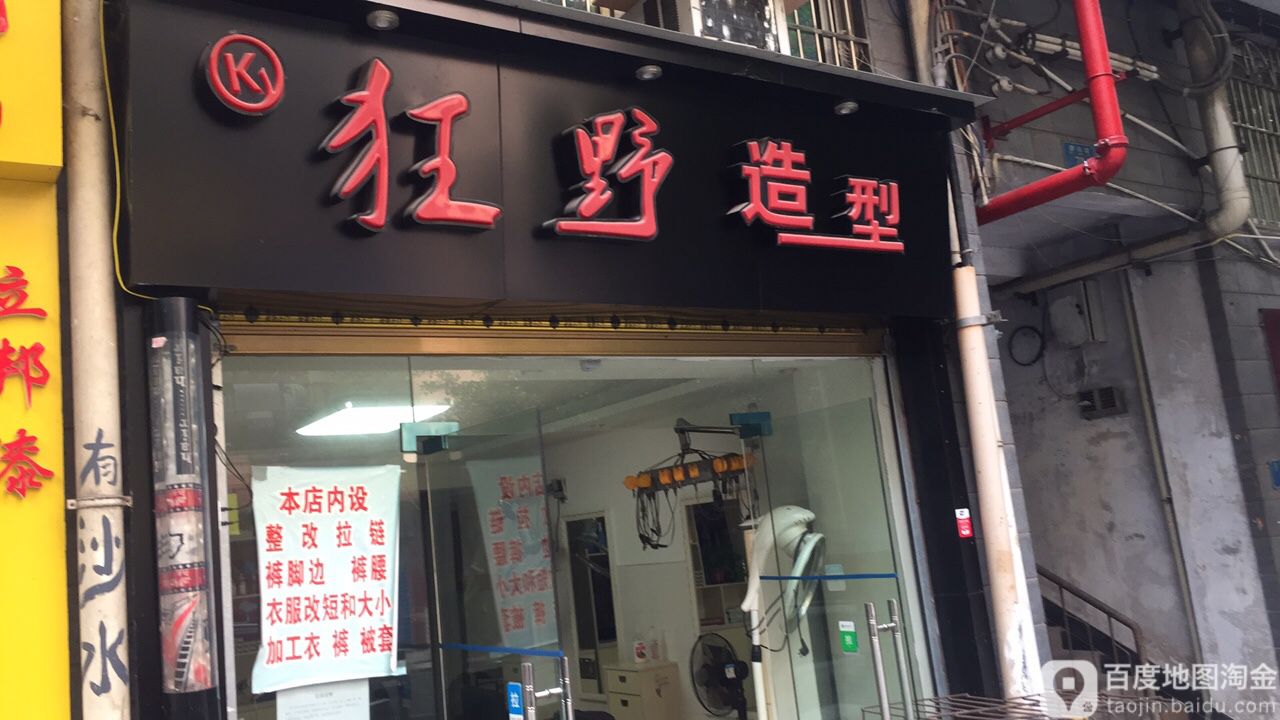 K
狂野造型
立邦漆
有沙水
本店内设
整 改 拉 链
裤脚边 裤腰
衣服改短和大小
加工衣 裤 被套
拉
推
百度地图淘金
taojin.baidu.com